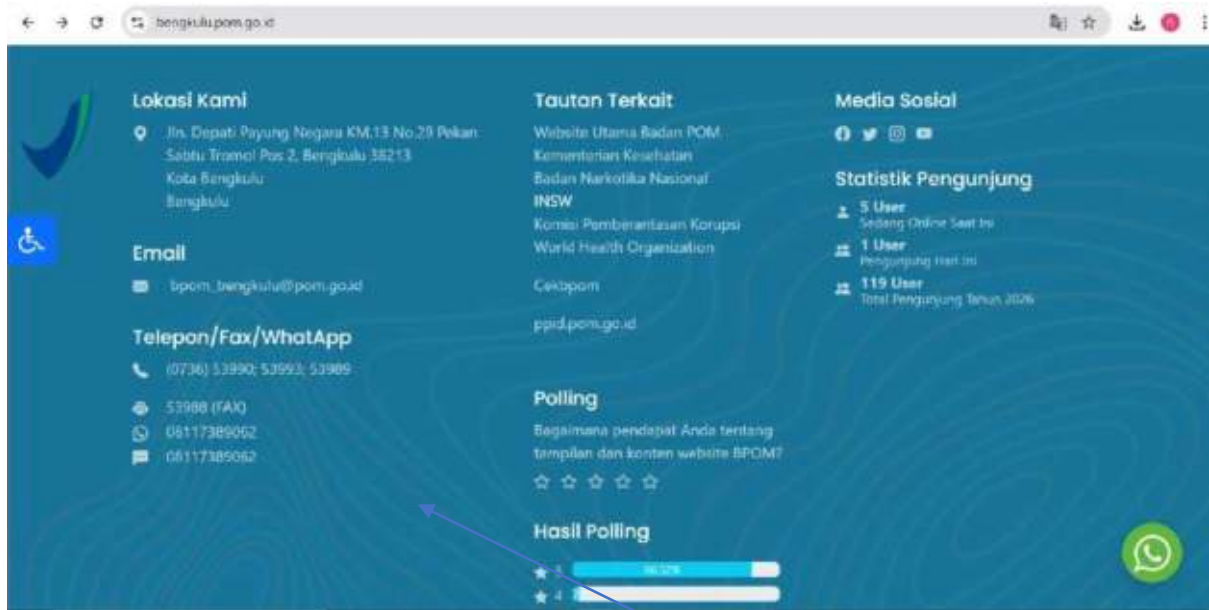 bengkulu.pom.go.id
Lokasi Kami
Jln. Depati Payung Negara KM.13 No.29 Pekan
Sabtu Tromol Pos 2, Bengkulu 38213
Kota Bengkulu
Bengkulu
Email
bpom_bengkulu@pom.go.id
Telepon/Fax/WhatApp
(0736) 53990; 53993; 53989
53988 (FAX)
08117389062
08117389062
Tautan Terkait
Website Utama Badan POM
Kementerian Kesehatan
Badan Narkotika Nasional
INSW
Komisi Pemberantasan Korupsi
World Health Organization
Cekbpom
ppid.pom.go.id
Polling
Bagaimana pendapat Anda tentang
tampilan dan konten website BPOM?
Hasil Polling
5
4
Media Sosial
Statistik Pengunjung
5 User
Sedang Online Saat Ini
1 User
Pengunjung Hari Ini
119 User
Total Pengunjung Tahun 2026